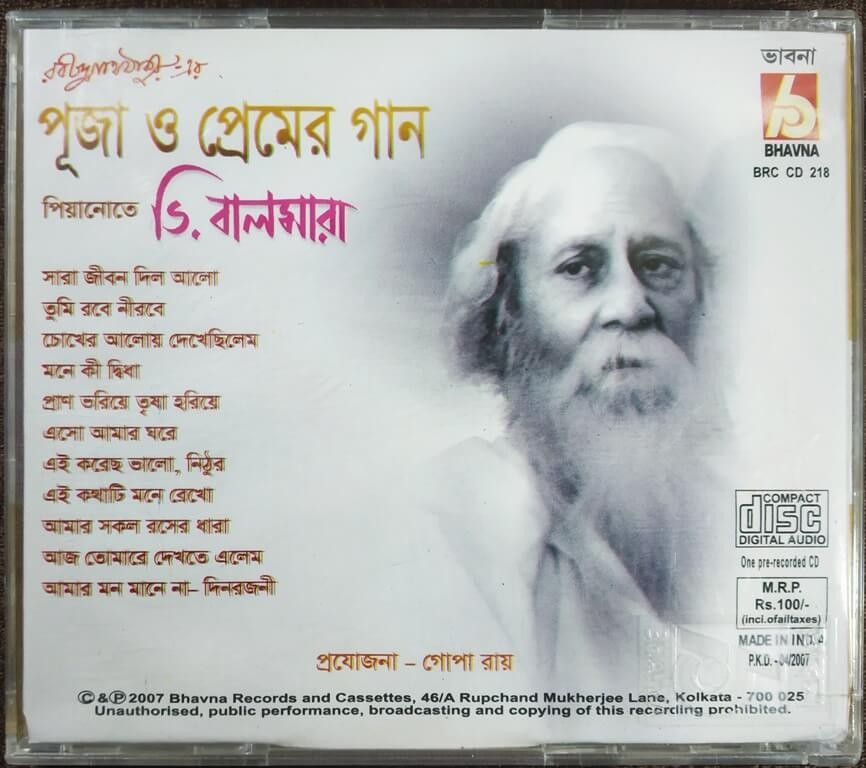 রবীন্দ্রনাথ ঠাকুর-এর
পূজা ও প্রেমের গান
পিয়ানোতে ভি. বালসারা
সারা জীবন দিল আলো
তুমি রবে নীরবে
চোখের আলোয় দেখেছিলেম
মনে কী দ্বিধা
প্রাণ ভরিয়ে তৃষা হরিয়ে
এসো আমার ঘরে
এই করেছ ভালো, নিঠুর
এই কথাটি মনে রেখো
আমার সকল রসের ধারা
আজ তোমারে দেখতে এলেম
আমার মন মানে না– দিনরজনী
ভাবনা
BHAVNA
BRC CD 218
COMPACT
disc
DIGITAL AUDIO
One pre-recorded CD
M.R.P.
Rs.100/-
(incl.ofalltaxes)
MADE IN INDIA
P.K.D. - 04/2007
প্রযোজনা – গোপা রায়
©&℗2007 Bhavna Records and Cassettes, 46/A Rupchand Mukherjee Lane, Kolkata - 700 025
Unauthorised, public performance, broadcasting and copying of this recording prohibited.